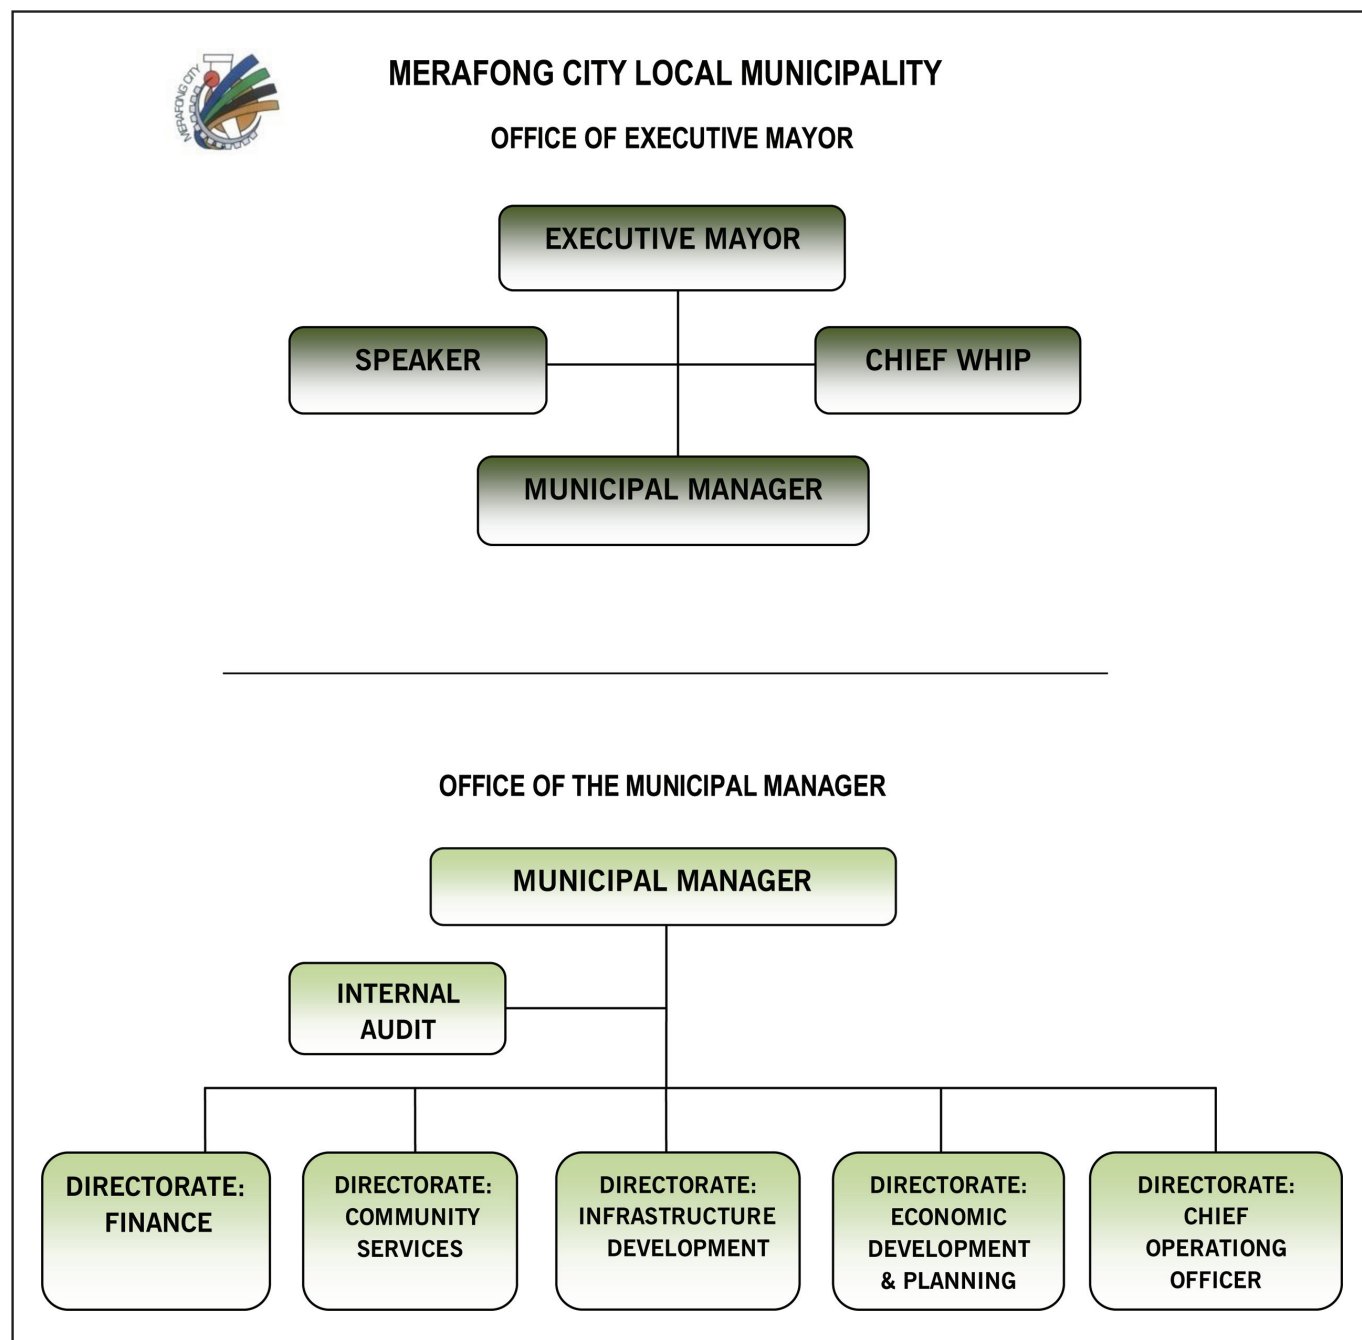 MERAFONG CITY
MERAFONG CITY LOCAL MUNICIPALITY
OFFICE OF EXECUTIVE MAYOR
EXECUTIVE MAYOR
SPEAKER
CHIEF WHIP
MUNICIPAL MANAGER
OFFICE OF THE MUNICIPAL MANAGER
MUNICIPAL MANAGER
INTERNAL
AUDIT
DIRECTORATE:
FINANCE
DIRECTORATE:
COMMUNITY
SERVICES
DIRECTORATE:
INFRASTRUCTURE
DEVELOPMENT
DIRECTORATE:
ECONOMIC
DEVELOPMENT
& PLANNING
DIRECTORATE:
CHIEF
OPERATIONG
OFFICER